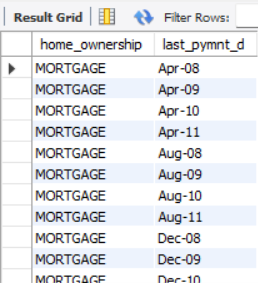 Result Grid Filter Rows:
home_ownership last_pymnt_d
MORTGAGE Apr-08
MORTGAGE Apr-09
MORTGAGE Apr-10
MORTGAGE Apr-11
MORTGAGE Aug-08
MORTGAGE Aug-09
MORTGAGE Aug-10
MORTGAGE Aug-11
MORTGAGE Dec-08
MORTGAGE Dec-09
MORTGAGE Dec-10